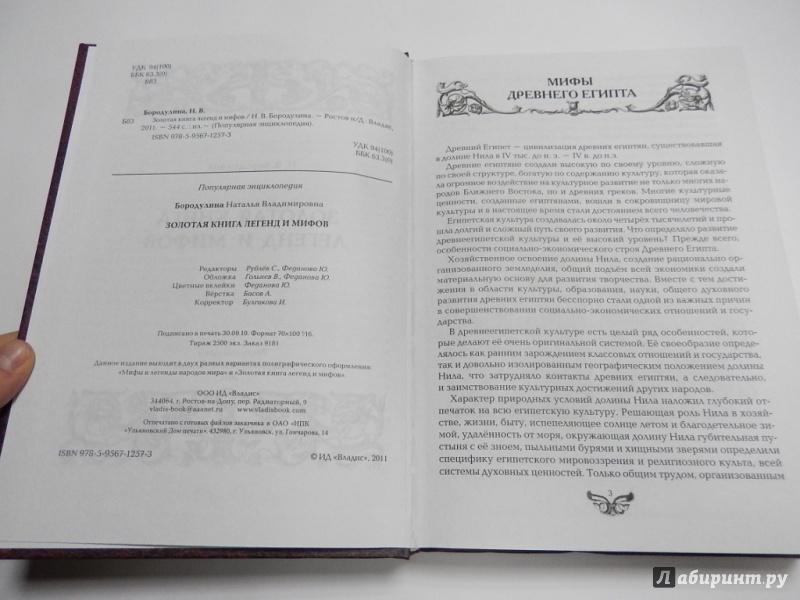 УДК 94(100)
ББК 63.3(0)
Б83
Бородулина, Н. В.
Б83 Золотая книга легенд и мифов / Н. В. Бородулина. — Ростов н/Д : Владис,
2011. — 544 с. : ил. — (Популярная энциклопедия).
ISBN 978-5-9567-1257-3
УДК 94(100)
ББК 63.3(0)
Популярная энциклопедия
Бородулина Наталья Владимировна
ЗОЛОТАЯ КНИГА ЛЕГЕНД И МИФОВ
Редакторы Рублёв С., Феданова Ю.
Обложка Гольнев В., Феданова Ю.
Цветные вклейки Феданова Ю.
Вёрстка Басов А.
Корректор Булгакова И.
Подписано в печать 30.09.10. Формат 70×100 1/16.
Тираж 2500 экз. Заказ 9181
Данное издание выходит в двух разных вариантах полиграфического оформления:
«Мифы и легенды народов мира» и «Золотая книга легенд и мифов».
ООО ИД «Владис»
344064, г. Ростов-на-Дону, пер. Радиаторный, 9
vladis-book@aaanet.ru www.vladisbook.com
Отпечатано с готовых файлов заказчика в ОАО «ИПК
«Ульяновский Дом печати». 432980, г. Ульяновск, ул. Гончарова, 14
ISBN 978-5-9567-1257-3
© ИД «Владис», 2011
МИФЫ
ДРЕВНЕГО ЕГИПТА
Древний Египет — цивилизация древних египтян, существовавшая
в долине Нила в IV тыс. до н. э. — IV в. до н.э.
Древние египтяне создали высокую по своему уровню, сложную
по своей структуре, богатую по содержанию культуру, которая оказа-
ла огромное воздействие на культурное развитие не только многих на-
родов Ближнего Востока, но и древних греков. Многие культурные
ценности, созданные египтянами, вошли в сокровищницу мировой
культуры и в настоящее время стали достоянием всего человечества.
Египетская культура создавалась около четырёх тысячелетий и про-
шла долгий и сложный путь своего развития. Что определяло развитие
древнеегипетской культуры и её высокий уровень? Прежде всего,
особенности социально-экономического строя Древнего Египта.
Хозяйственное освоение долины Нила, создание рационально ор-
ганизованного земледелия, общий подъём всей экономики создали
материальную основу для развития творчества. Вместе с тем дости-
жения в области культуры, образования, науки, общего духовного
развития древних египтян бесспорно стали одной из важных причин
в совершенствовании социально-экономических отношений и госу-
дарства.
В древнеегипетской культуре есть целый ряд особенностей, кото-
рые делают её очень оригинальной системой. Её своеобразие опреде-
лялось как ранним зарождением классовых отношений и государства,
так и довольно изолированным географическим положением долины
Нила, что затрудняло контакты древних египтян, а следовательно,
и заимствование культурных достижений других народов.
Характер природных условий долины Нила наложил глубокий от-
печаток на всю египетскую культуру. Решающая роль Нила в хозяй-
стве, жизни, быту, испепеляющее солнце летом и благодетельное зи-
мой, удалённость от моря, окружающая долину Нила губительная пу-
стыня с её зноем, пыльными бурями и хищными зверями определили
специфику египетского мировоззрения и религиозного культа, всей
системы духовных ценностей. Только общим трудом, организованным
3
лабиринт.ру